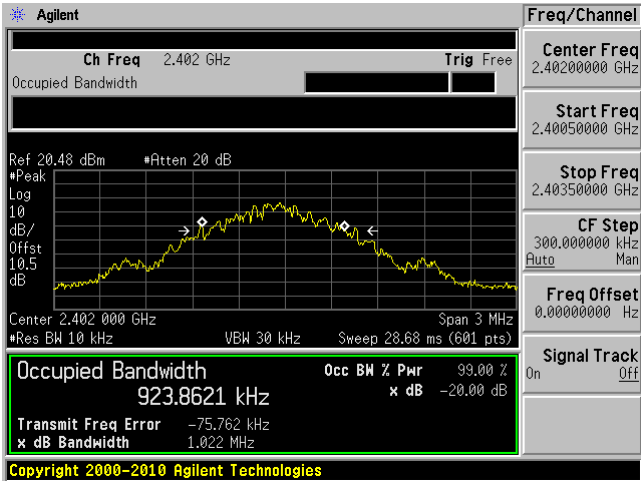 Agilent
Freq/Channel
Ch Freq 2.402 GHz Trig Free
Occupied Bandwidth
Center Freq
2.40200000 GHz
Start Freq
2.40050000 GHz
Stop Freq
2.40350000 GHz
CF Step
300.000000 kHz
Auto Man
Freq Offset
0.00000000 Hz
Signal Track
On Off
Ref 20.48 dBm #Atten 20 dB
#Peak
Log
10
dB/
Offst
10.5
dB
Center 2.402 000 GHz Span 3 MHz
#Res BW 10 kHz VBW 30 kHz Sweep 28.68 ms (601 pts)
Occupied Bandwidth Occ BW % Pwr 99.00 %
923.8621 kHz x dB -20.00 dB
Transmit Freq Error -75.762 kHz
x dB Bandwidth 1.022 MHz
Copyright 2000-2010 Agilent Technologies